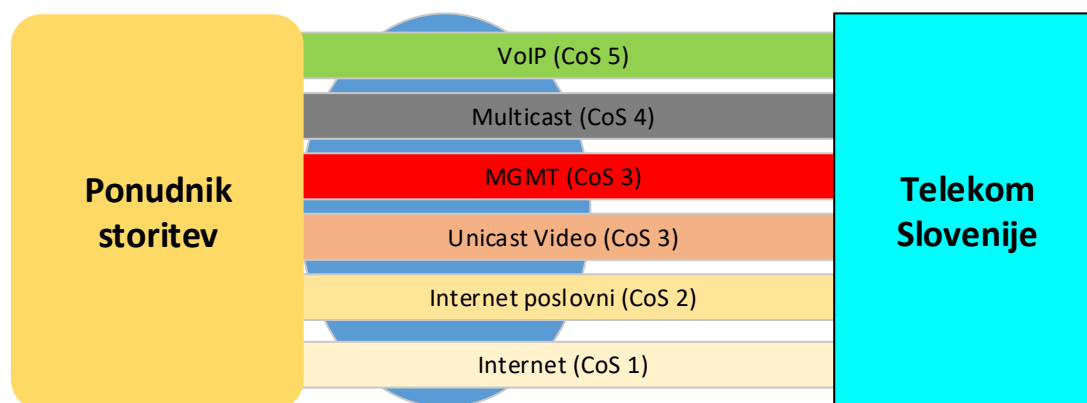 Ponudnik
storitev
VoIP (CoS 5)
Multicast (CoS 4)
MGMT (CoS 3)
Unicast Video (CoS 3)
Internet poslovni (CoS 2)
Internet (CoS 1)
Telekom
Slovenije